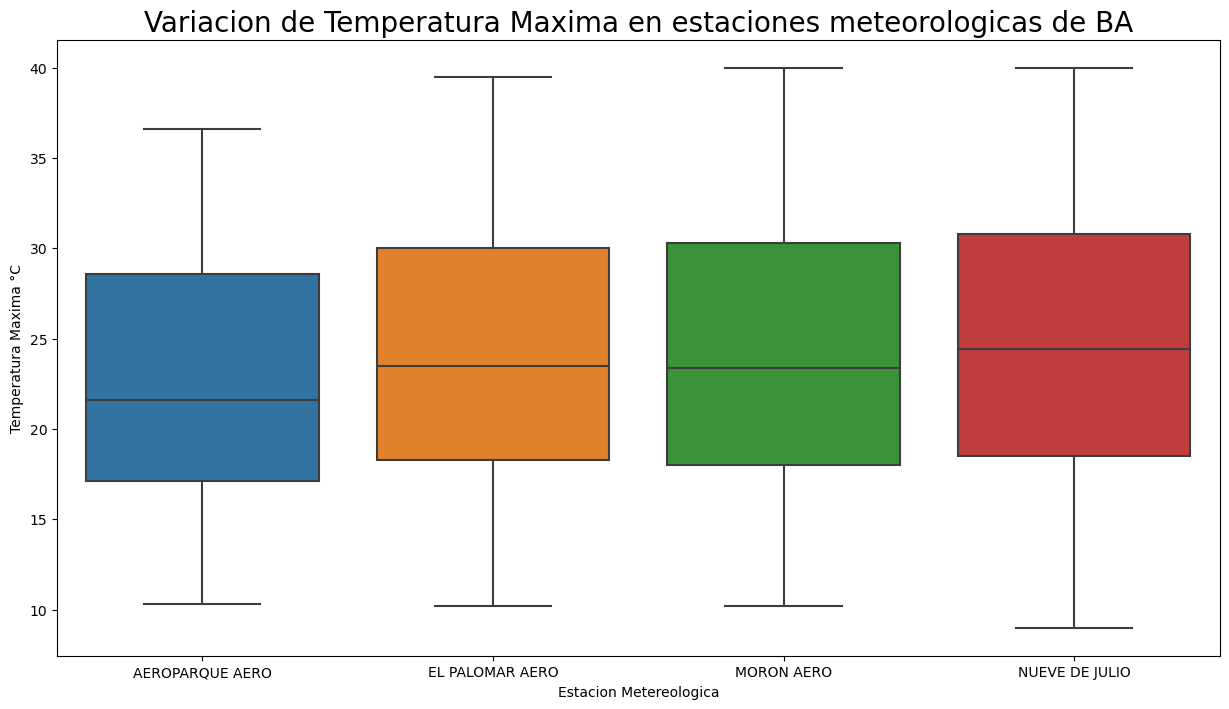 Variacion de Temperatura Maxima en estaciones meteorologicas de BA
40
35
30
25
20
15
10
Temperatura Maxima °C
AEROPARQUE AERO
EL PALOMAR AERO
MORON AERO
NUEVE DE JULIO
Estacion Metereologica